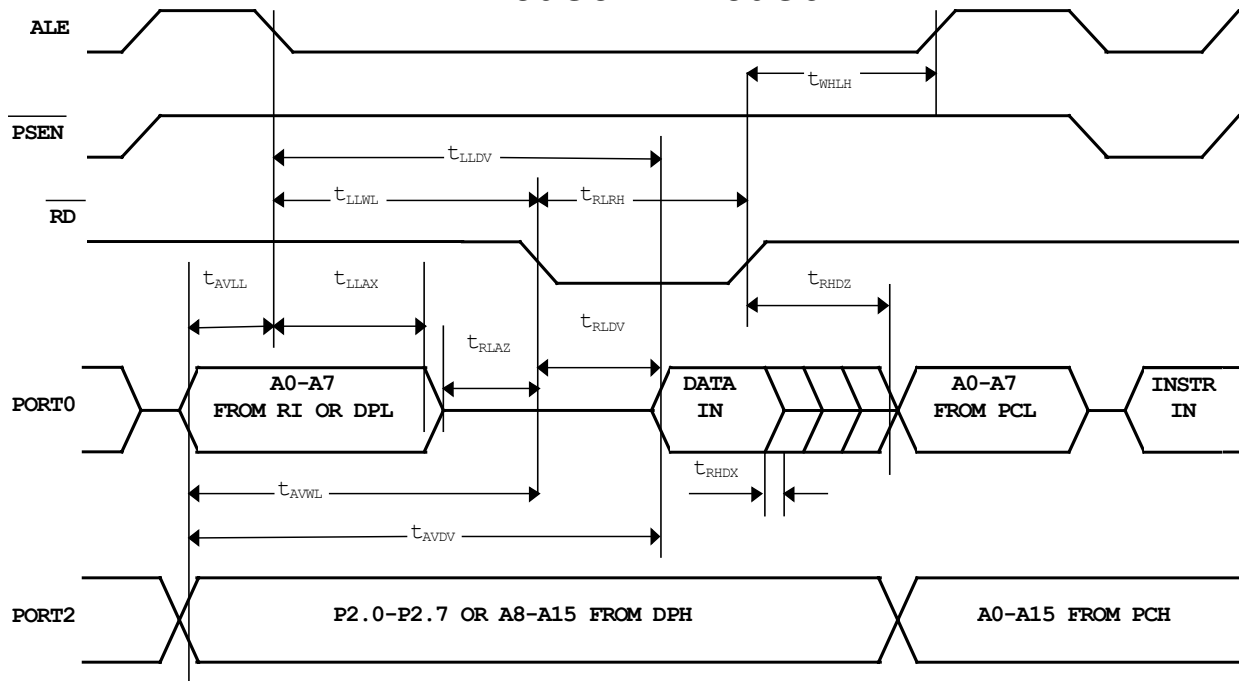 ALE
tWHLH
PSEN
tLLDV
tLLWL
tRLRH
RD
tAVLL
tLLAX
tRHDZ
tRLAZ
tRLDV
PORT0
A0-A7
FROM RI OR DPL
DATA
IN
A0-A7
FROM PCL
INSTR
IN
tRHDX
tAVWL
tAVDV
PORT2
P2.0-P2.7 OR A8-A15 FROM DPH
A0-A15 FROM PCH